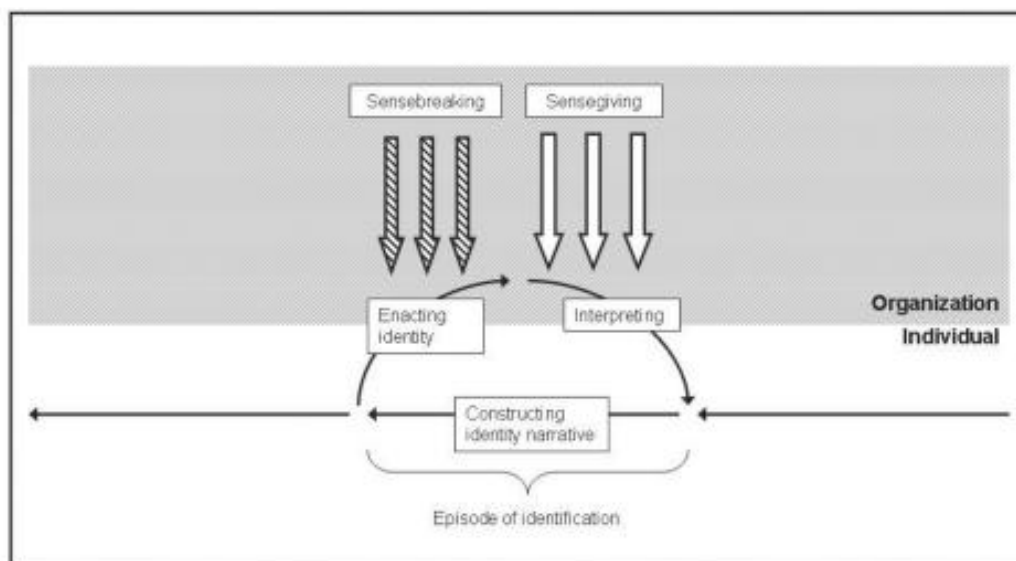 Sensebreaking
Sensegiving
Enacting
identity
Interpreting
Organization
Individual
Constructing
identity narrative
Episode of identification